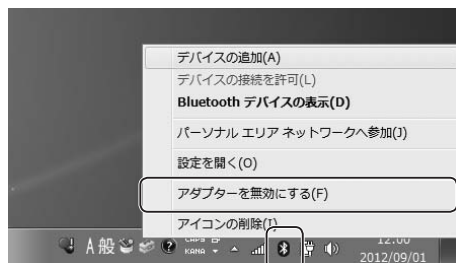 デバイスの追加(A)
デバイスの接続を許可(L)
Bluetooth デバイスの表示(D)
パーソナル エリア ネットワークへ参加(J)
設定を開く(O)
アダプターを無効にする(F)
アイコンの削除(I)
A 般
KANA
12:00
2012/09/01